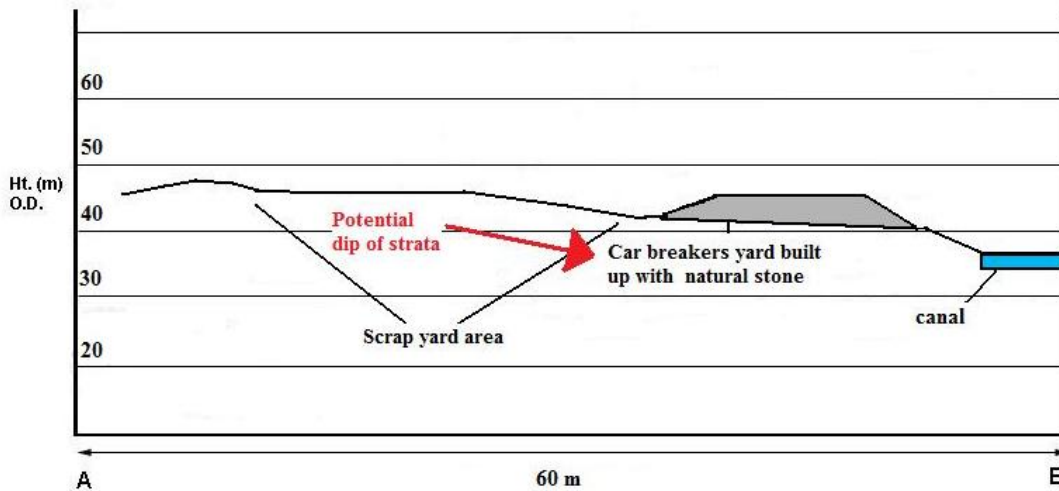 60
50
Ht. (m)
O.D.
40
Potential
dip of strata
Car breakers yard built
up with natural stone
30
canal
Scrap yard area
20
A
60 m